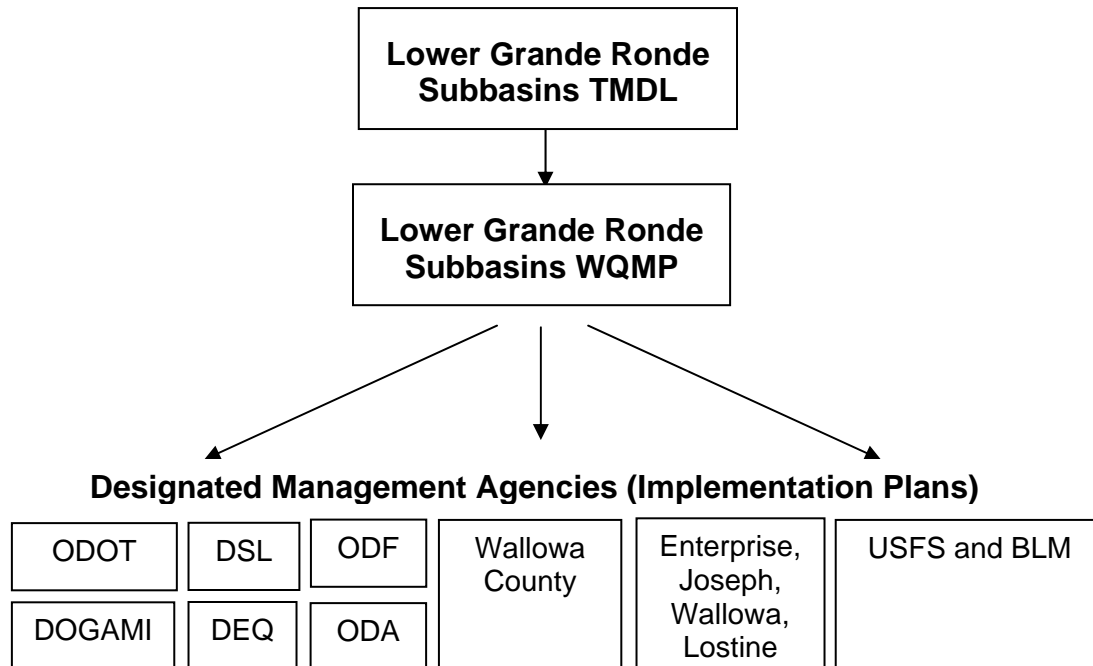 Lower Grande Ronde
Subbasins TMDL
Lower Grande Ronde
Subbasins WQMP
Designated Management Agencies (Implementation Plans)
ODOT
DSL
ODF
Wallowa
County
Enterprise,
Joseph,
Wallowa,
Lostine
USFS and BLM
DOGAMI
DEQ
ODA